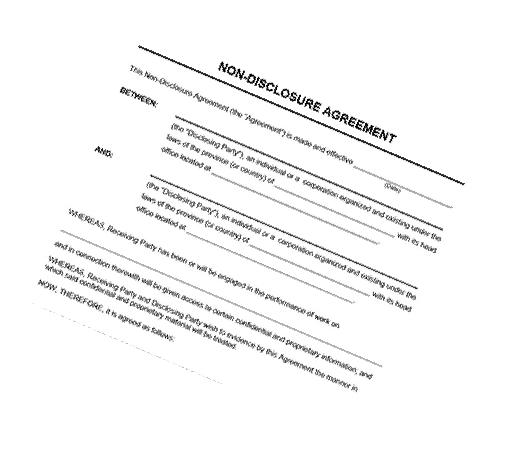 NON-DISCLOSURE AGREEMENT
This Non-Disclosure Agreement (the "Agreement") is made and effective
(Date)
BETWEEN:
(the "Disclosing Party"), an individual or a corporation organized and existing under the
laws of the province (or country) of with its head
office located at
AND:
(the "Disclosing Party"), an individual or a corporation organized and existing under the
laws of the province (or country) of with its head
office located at
WHEREAS, Receiving Party has been or will be engaged in the performance of work on
and in connection therewith will be given access to certain confidential and proprietary information, and
WHEREAS, Receiving Party and Disclosing Party wish to evidence by this Agreement the manner in
which said confidential and proprietary material will be treated.
NOW, THEREFORE, it is agreed as follows: